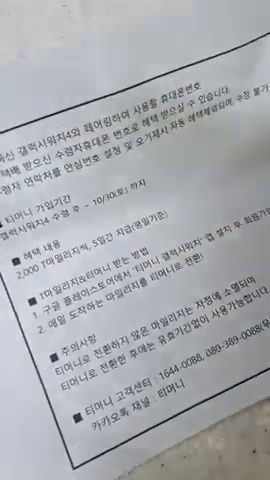 하신 갤럭시워치4와 페어링하여 사용할 휴대폰번호
택배 받으신 수령자휴대폰 번호로 혜택 받으실 수 있습니다.
령자 연락처를 안심번호 설정 및 오기재시 자동 혜택제외되며, 수정 불가
■ 티머니 가입기간
갤럭시워치4 수령 후 ~ 10/30(토) 까지
■ 혜택 내용
2,000 T마일리지씩, 5일간 지급(평일기준)
■ T마일리지&티머니 받는 방법
1. 구글 플레이스토어에서 '티머니 갤럭시워치' 앱 설치 후 회원가입
2. 매일 도착하는 마일리지를 티머니로 전환!
■ 주의사항
티머니로 전환하지 않은 마일리지는 자정에 소멸되며
티머니로 전환한 후에는 유효기간없이 사용가능합니다.
■ 티머니 고객센터 : 1644-0088, 080-389-0088(무
카카오톡 채널 : 티머니